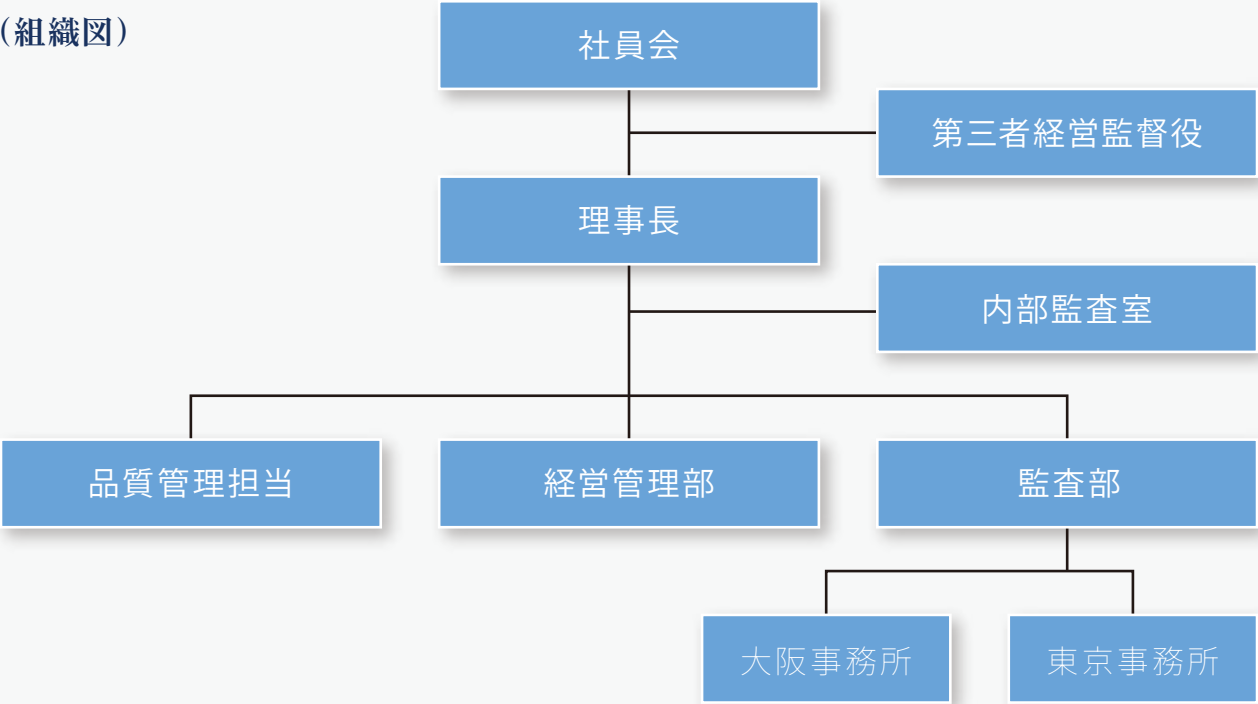 (組織図)
社員会
第三者経営監督役
理事長
内部監査室
品質管理担当
経営管理部
監査部
大阪事務所
東京事務所